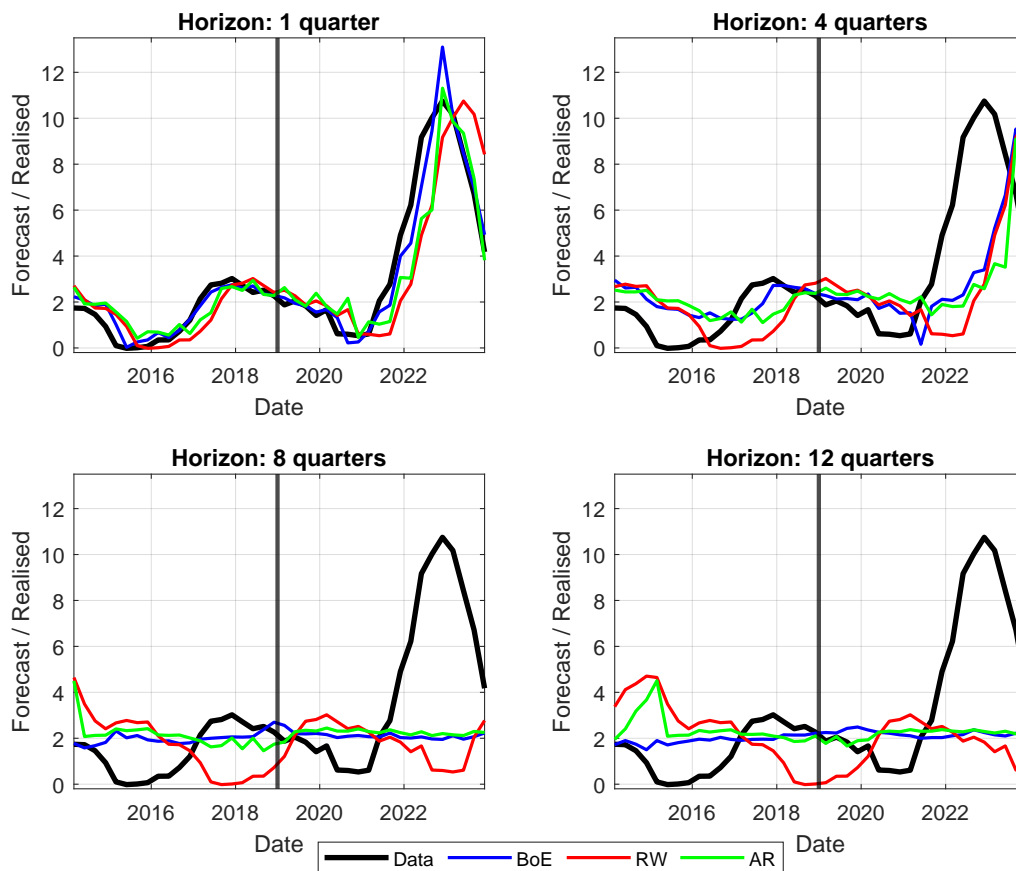 Horizon: 1 quarter
Forecast / Realised
12
10
8
6
4
2
0
2016 2018 2020 2022
Date
Horizon: 4 quarters
Forecast / Realised
12
10
8
6
4
2
0
2016 2018 2020 2022
Date
Horizon: 8 quarters
Forecast / Realised
12
10
8
6
4
2
0
2016 2018 2020 2022
Date
Horizon: 12 quarters
Forecast / Realised
12
10
8
6
4
2
0
2016 2018 2020 2022
Date
Data BoE RW AR